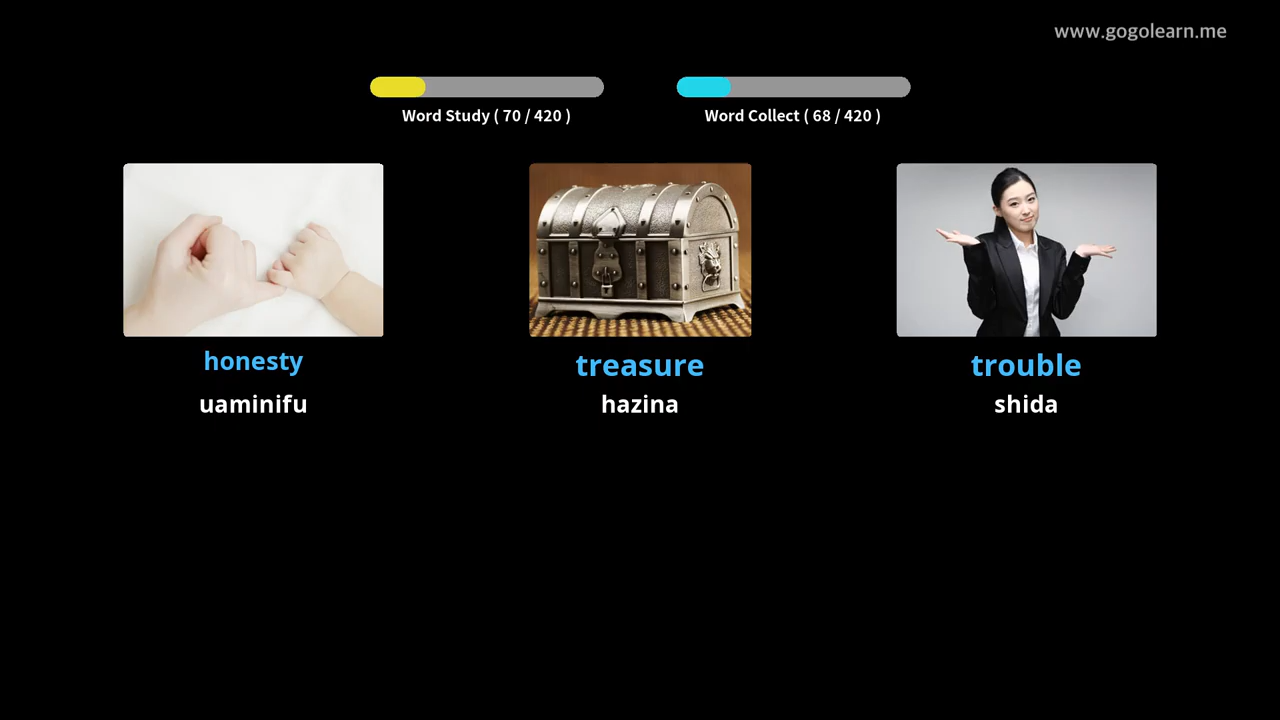 www.gogolearn.me
Word Study ( 70 / 420 )
Word Collect ( 68 / 420 )
honesty
treasure
trouble
uaminifu
hazina
shida